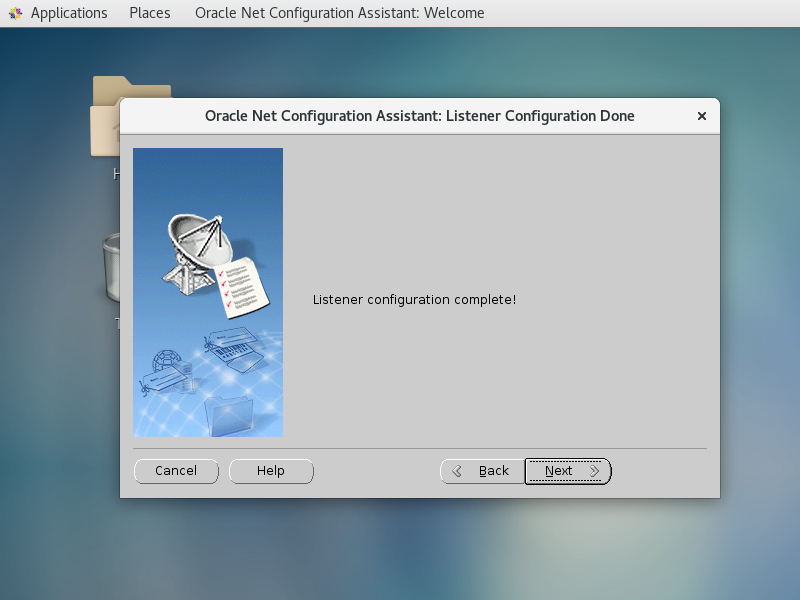 Applications Places Oracle Net Configuration Assistant: Welcome
Oracle Net Configuration Assistant: Listener Configuration Done
Listener configuration complete!
Cancel Help Back Next